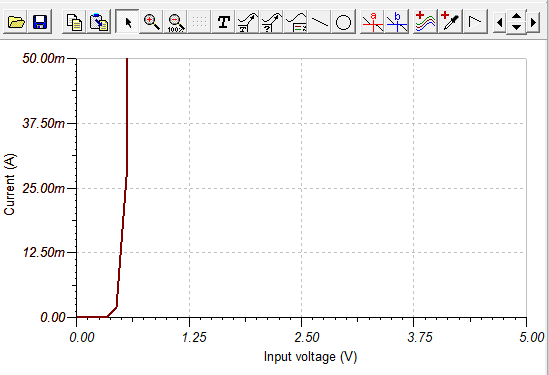 100%
T
a
b
50.00m
37.50m
25.00m
12.50m
0.00
Current (A)
0.00
1.25
2.50
3.75
5.00
Input voltage (V)